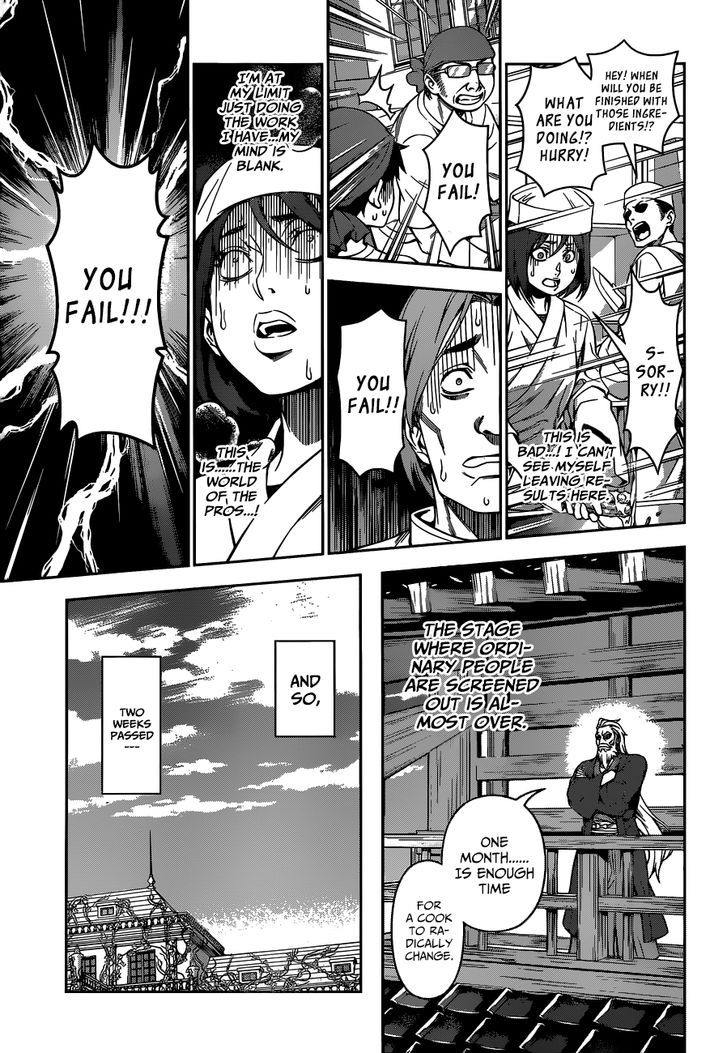 HEY! WHEN
WILL YOU BE
FINISHED WITH
THOSE INGRE-
DIENTS!?
WHAT
ARE YOU
DOING!?
HURRY!
S-
SOR-
RY!!
THIS IS
BAD...! I CAN'T
SEE MYSELF
LEAVING RE-
SULTS HERE.
YOU
FAIL!
YOU
FAIL!!
I'M AT
MY LIMIT
JUST DOING
THE WORK
I HAVE...MY
MIND IS
BLANK.
THIS
IS......THE
WORLD
OF THE
PROS...!
YOU
FAIL!!!
THE STAGE
WHERE ORDI-
NARY PEOPLE
ARE SCREENED
OUT IS AL-
MOST OVER.
ONE
MONTH......
IS ENOUGH
TIME
FOR
A COOK
TO RA-
DICALLY
CHANGE.
AND
SO,
TWO
WEEKS
PASSED
---